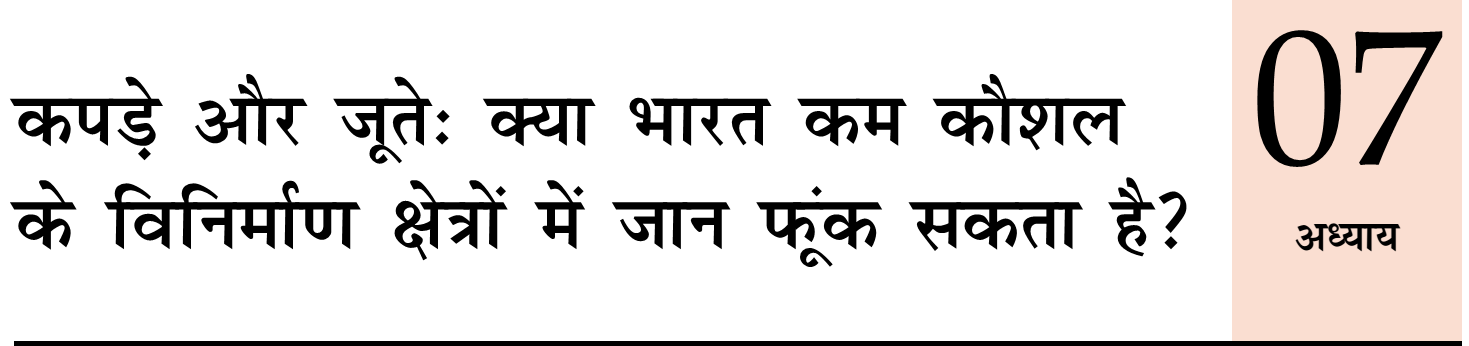 कपड़े और जूतेः क्या भारत कम कौशल
के विनिर्माण क्षेत्रों में जान फूंक सकता है?
07
अध्याय